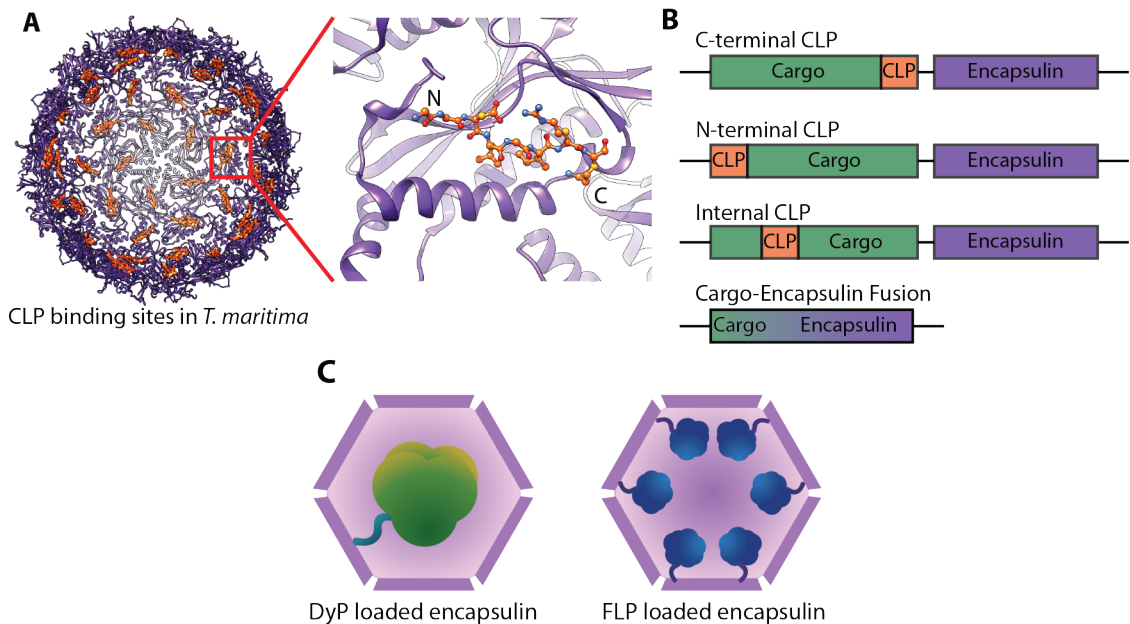 A
N
C
CLP binding sites in T. maritima
B
C-terminal CLP
Cargo CLP Encapsulin
N-terminal CLP
CLP Cargo Encapsulin
Internal CLP
CLP Cargo Encapsulin
Cargo-Encapsulin Fusion
Cargo Encapsulin
C
DyP loaded encapsulin
FLP loaded encapsulin